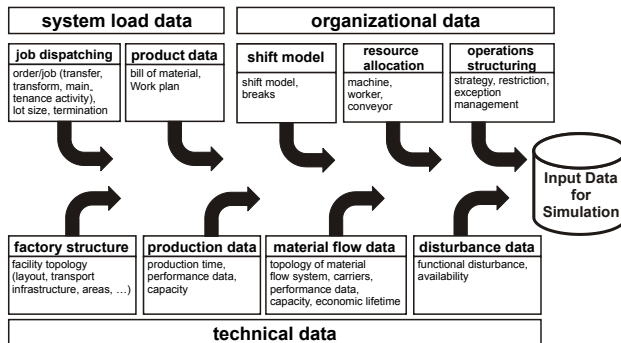 system load data
organizational data
job dispatching
order/job (transfer,
transform, main_
tenance activity),
lot size, termination
product data
bill of material,
Work plan
shift model
shift model,
breaks
resource
allocation
machine,
worker,
conveyor
operations
structuring
strategy, restriction,
exception
management
Input Data
for
Simulation
factory structure
facility topology
(layout, transport
infrastructure, areas, …)
production data
production time,
performance data,
capacity
material flow data
topology of material
flow system, carriers,
performance data,
capacity, economic lifetime
disturbance data
functional disturbance,
availability
technical data